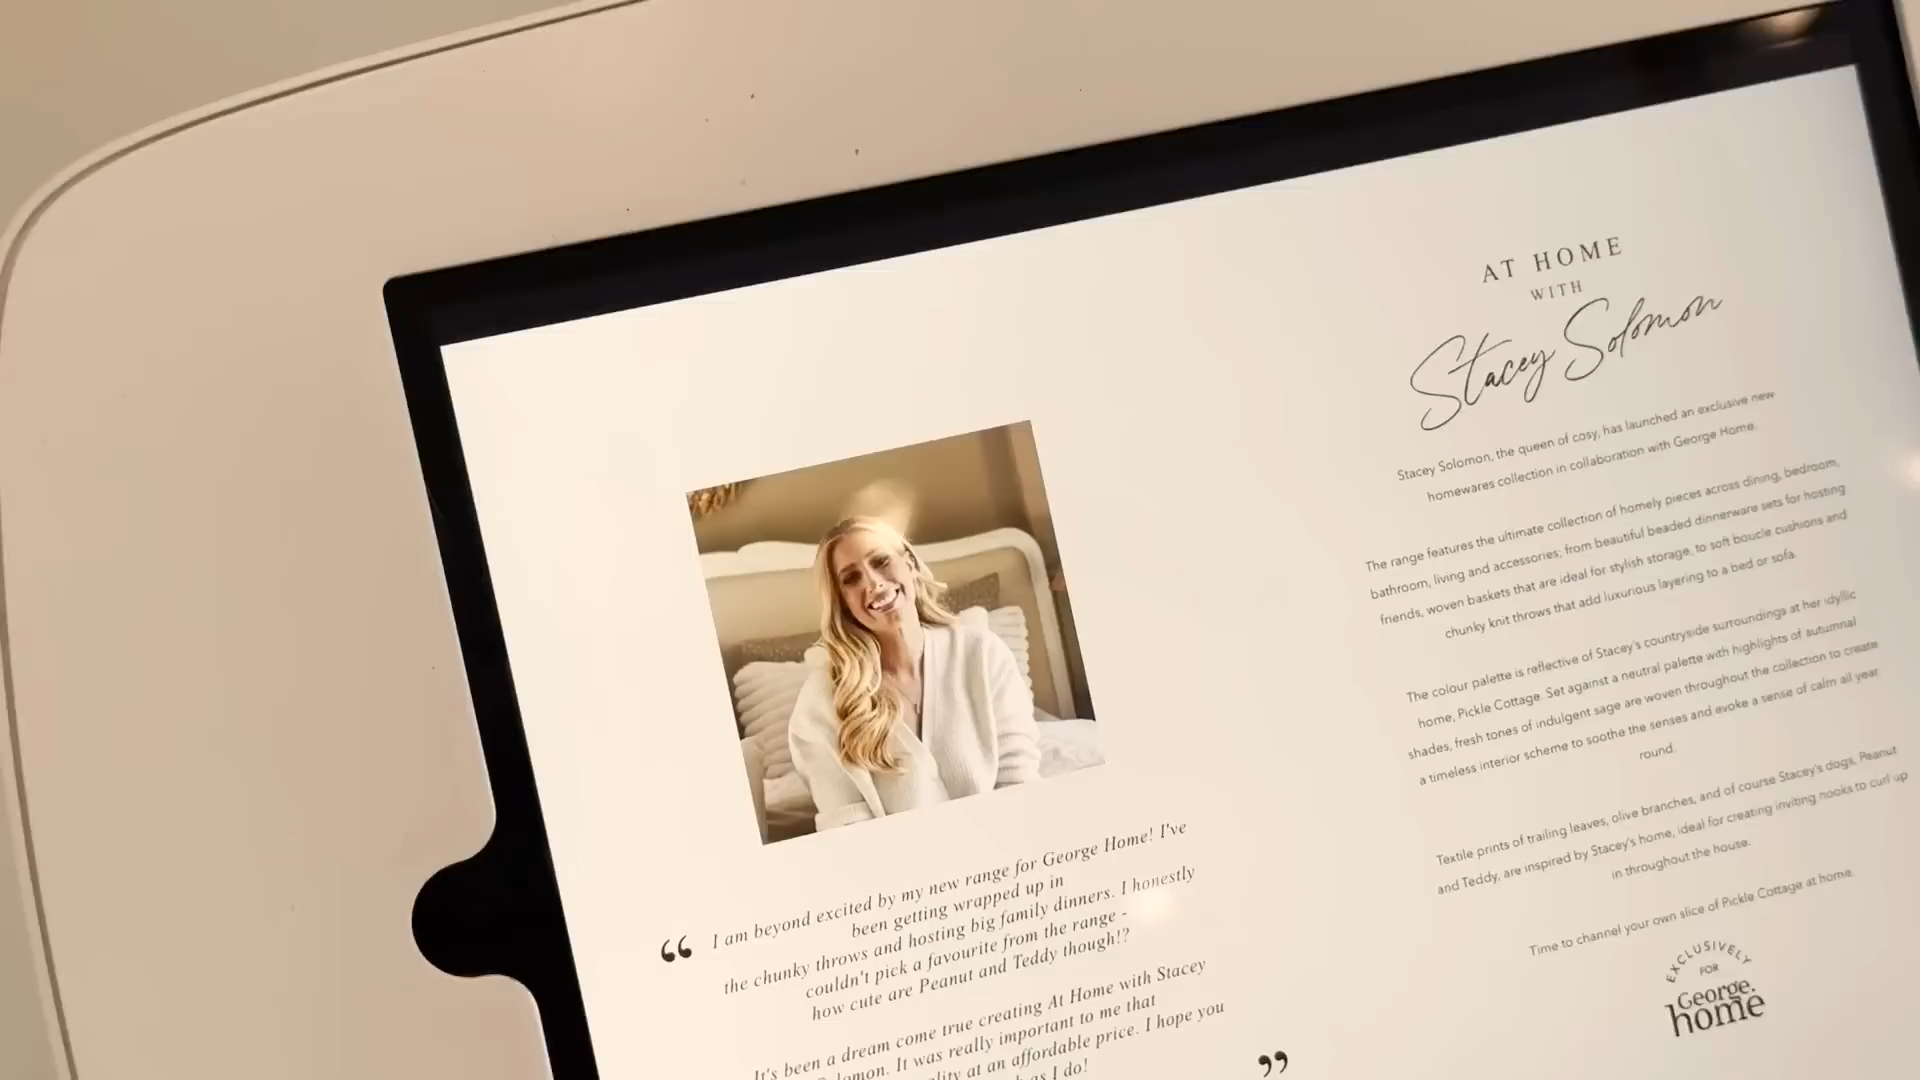 “ I am beyond excited by my new range for George Home! I've
been getting wrapped up in
the chunky throws and hosting big family dinners. I honestly
couldn't pick a favourite from the range -
how cute are Peanut and Teddy though!?
It's been a dream come true creating At Home with Stacey
It was really important to me that
at an affordable price. I hope you
as I do! ”
AT HOME
WITH
Stacey Solomon
Stacey Solomon, the queen of cosy, has launched an exclusive new
homewares collection in collaboration with George Home.
The range features the ultimate collection of homely pieces across dining, bedroom,
bathroom, living and accessories; from beautiful beaded dinnerware sets for hosting
friends, woven baskets that are ideal for stylish storage, to soft boucle cushions and
chunky knit throws that add luxurious layering to a bed or sofa.
The colour palette is reflective of Stacey's countryside surroundings at her idyllic
home, Pickle Cottage. Set against a neutral palette with highlights of autumnal
shades, fresh tones of indulgent sage are woven throughout the collection to create
a timeless interior scheme to soothe the senses and evoke a sense of calm all year
round.
Textile prints of trailing leaves, olive branches, and of course Stacey's dogs, Peanut
and Teddy, are inspired by Stacey's home, ideal for creating inviting nooks to curl up
in throughout the house.
Time to channel your own slice of Pickle Cottage at home.
EXCLUSIVELY
FOR
George.
home